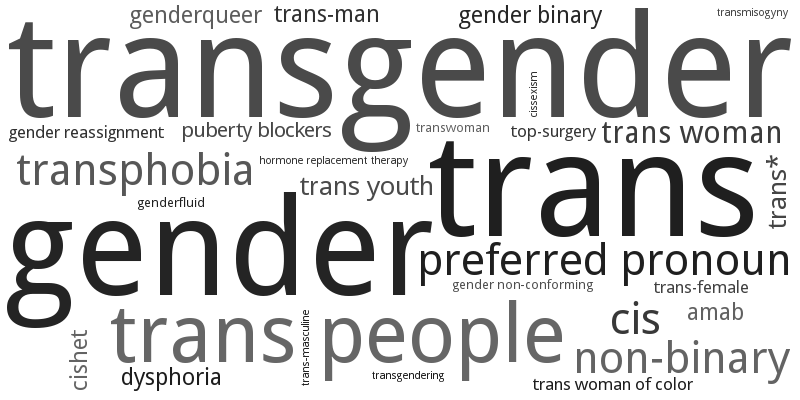 genderqueer trans-man gender binary transmisogyny
transgender
cissexism
gender reassignment puberty blockers transwoman top-surgery trans woman
transphobia hormone replacement therapy trans trans*
trans youth
genderfluid
gender preferred pronoun
gender non-conforming trans-female
trans people cis amab
cishet trans-masculine non-binary
dysphoria transgendering trans woman of color